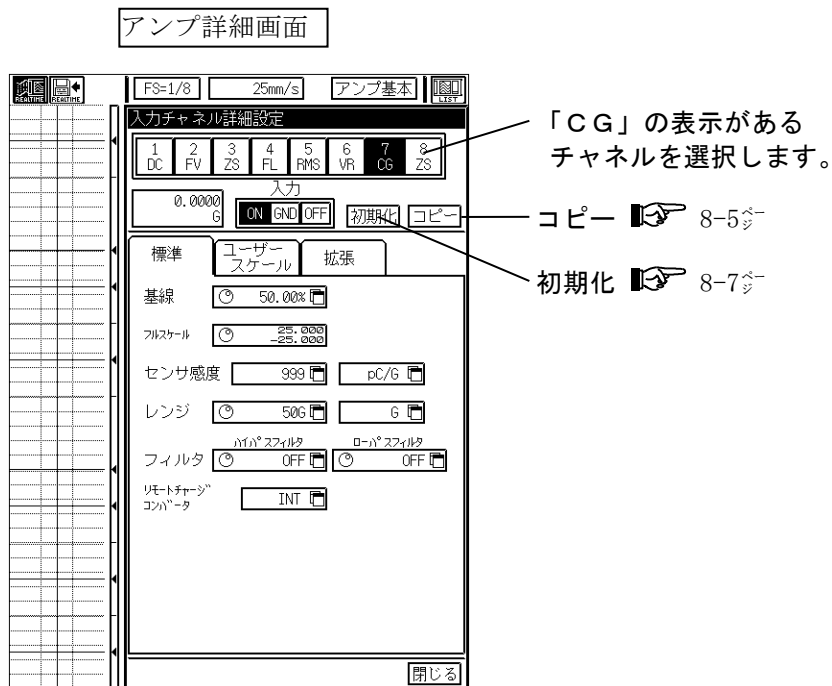 アンプ詳細画面
REALTIME REALTIME FS=1/8 25mm/s アンプ基本 LIST
入力チャネル詳細設定
1 2 3 4 5 6 7 8
DC FV ZS FL RMS VR CG ZS
「CG」の表示がある
チャネルを選択します。
入力
0.0000
G
ON GND OFF 初期化 コピー
コピー 8-5ページ
標準 ユーザー
スケール 拡張
初期化 8-7ページ
基線 50.00%
フルスケール 25.000
-25.000
センサ感度 999 pC/G
レンジ 50G G
ハイパスフィルタ ローパスフィルタ
フィルタ OFF OFF
リモートチャージ
コンバータ INT
閉じる